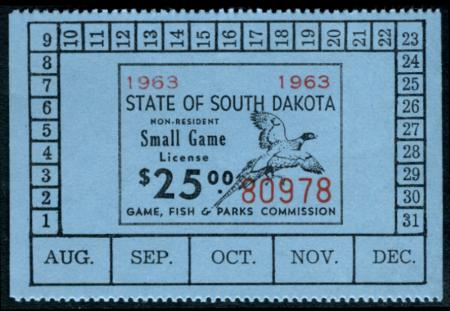 9 10 11 12 13 14 15 16 17 18 19 20 21 22 23
8 24
7 25
6 26
5 27
4 28
3 29
2 30
1 31
1963 1963
STATE OF SOUTH DAKOTA
NON-RESIDENT
Small Game
License
$25.00
80978
GAME, FISH & PARKS COMMISSION
AUG. SEP. OCT. NOV. DEC.